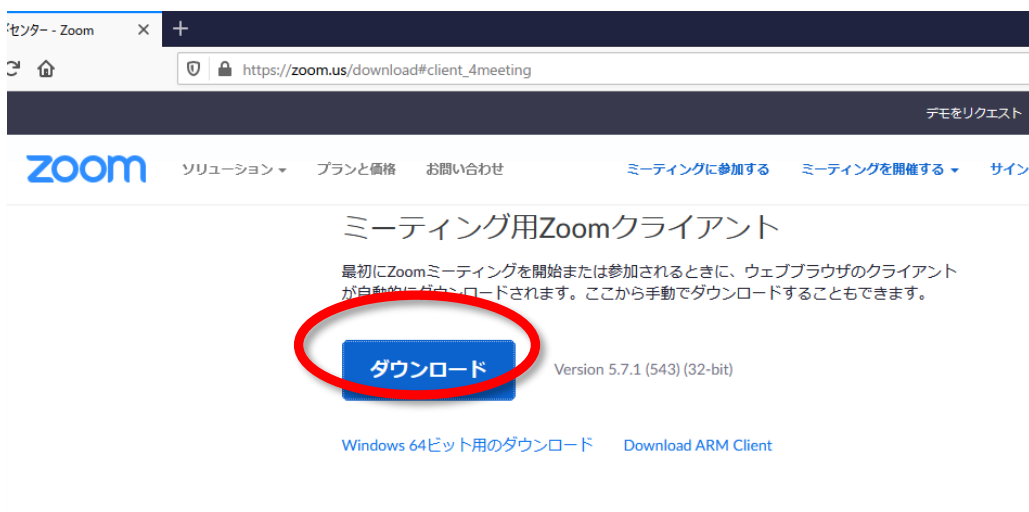 センター - Zoom
https://zoom.us/download#client_4meeting
デモをリクエスト
zoom ソリューション プランと価格 お問い合わせ ミーティングに参加する ミーティングを開催する サイン
ミーティング用Zoomクライアント
最初にZoomミーティングを開始または参加されるときに、ウェブブラウザのクライアント
が自動的にダウンロードされます。ここから手動でダウンロードすることもできます。
ダウンロード Version 5.7.1 (543) (32-bit)
Windows 64ビット用のダウンロード Download ARM Client